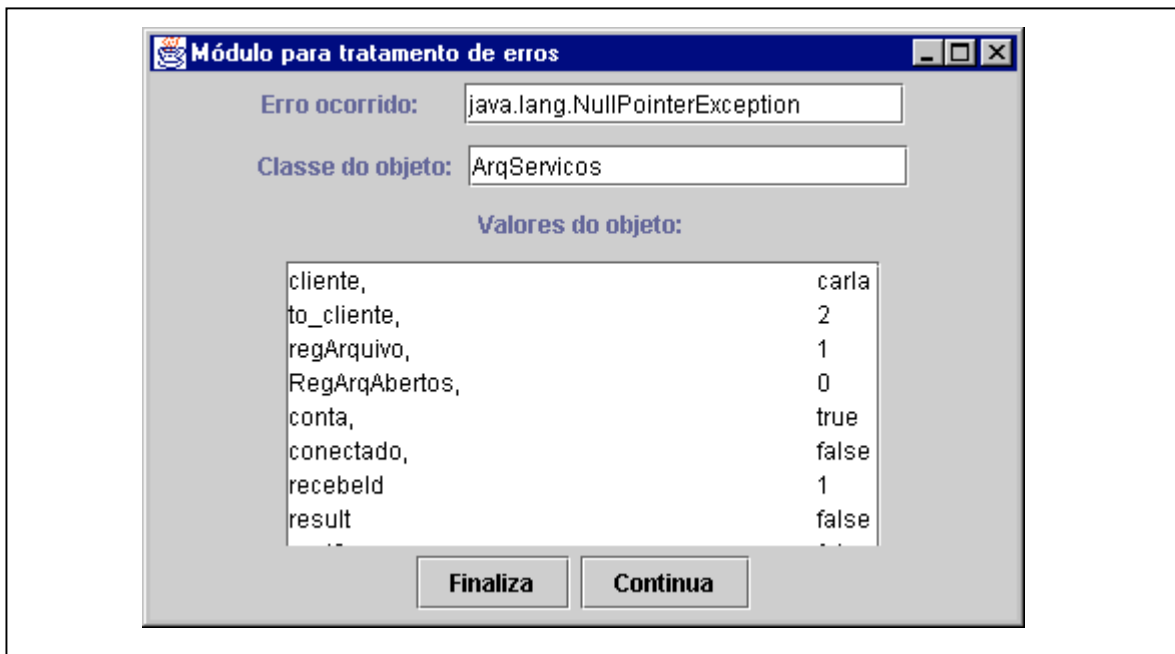 Módulo para tratamento de erros
Erro ocorrido: java.lang.NullPointerException
Classe do objeto: ArqServicos
Valores do objeto:
cliente, carla
to_cliente, 2
regArquivo, 1
RegArqAbertos, 0
conta, true
conectado, false
recebeId 1
result false
Finaliza Continua